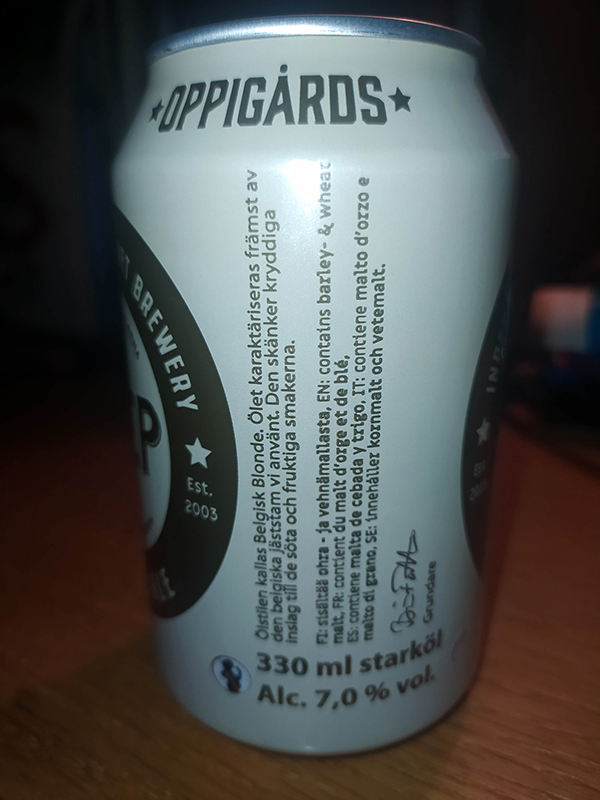 OPPIGÅRDS
BREWERY
Est.
2003
Ölstilen kallas Belgisk Blonde. Ölet karaktäriseras främst av
den belgiska jäststam vi använt. Den skänker kryddiga
inslag till de söta och fruktiga smakerna.
FI: sisältää ohra - ja vehnämallasta, EN: contains barley- & wheat
malt, FR: contient du malt d'orge et de blé,
ES: contiene malta de cebada y trigo, IT: contiene malto d'orzo e
malto di grano, SE: innehåller kornmalt och vetemalt.
Grundare
330 ml starköl
Alc. 7,0 % vol.